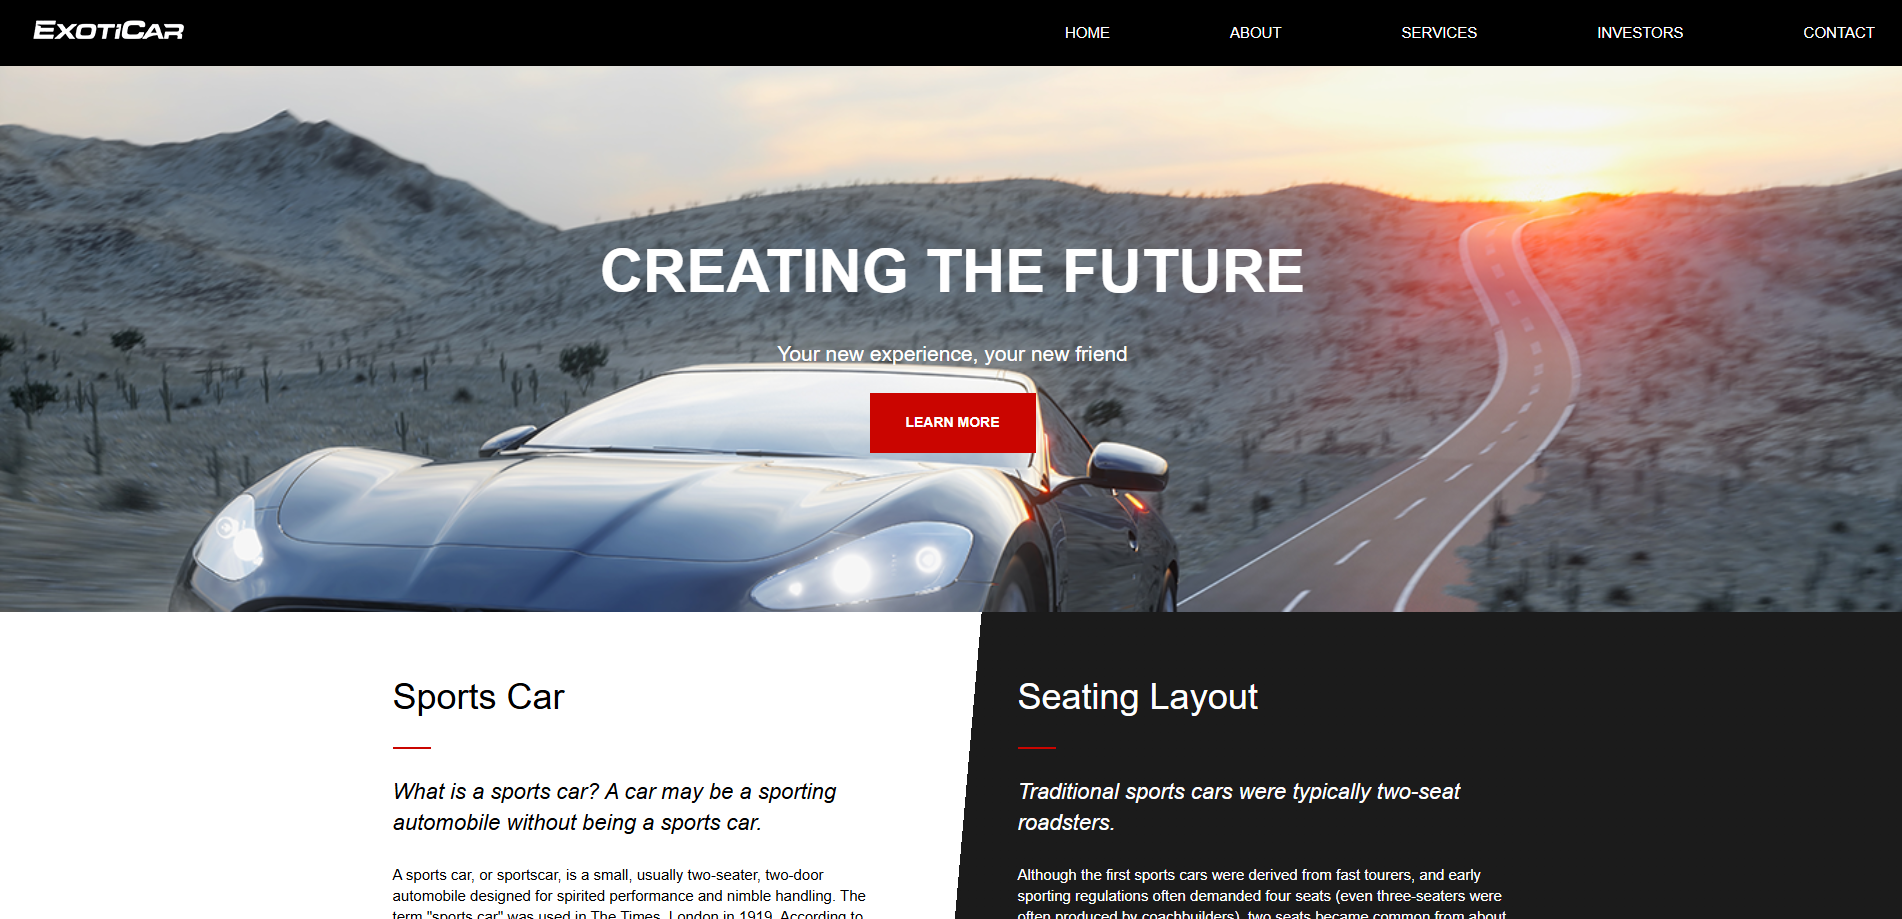 EXOTICAR
HOME
ABOUT
SERVICES
INVESTORS
CONTACT
CREATING THE FUTURE
Your new experience, your new friend
LEARN MORE
Sports Car
What is a sports car? A car may be a sporting
automobile without being a sports car.
A sports car, or sportscar, is a small, usually two-seater, two-door
automobile designed for spirited performance and nimble handling. The
term "sports car" was used in The Times, London in 1919. According to
Seating Layout
Traditional sports cars were typically two-seat
roadsters.
Although the first sports cars were derived from fast tourers, and early
sporting regulations often demanded four seats (even three-seaters were
often produced by coachbuilders), two seats became common from about